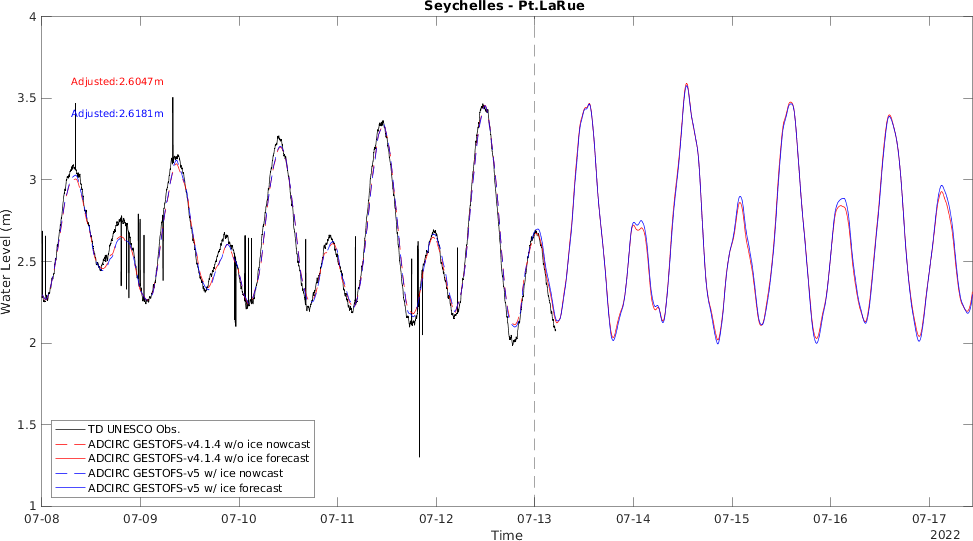 Seychelles - Pt.LaRue
4
3.5
3
2.5
2
1.5
1
Water Level (m)
Adjusted:2.6047m
Adjusted:2.6181m
TD UNESCO Obs.
ADCIRC GESTOFS-v4.1.4 w/o ice nowcast
ADCIRC GESTOFS-v4.1.4 w/o ice forecast
ADCIRC GESTOFS-v5 w/ ice nowcast
ADCIRC GESTOFS-v5 w/ ice forecast
07-08 07-09 07-10 07-11 07-12 07-13 07-14 07-15 07-16 07-17
Time
2022